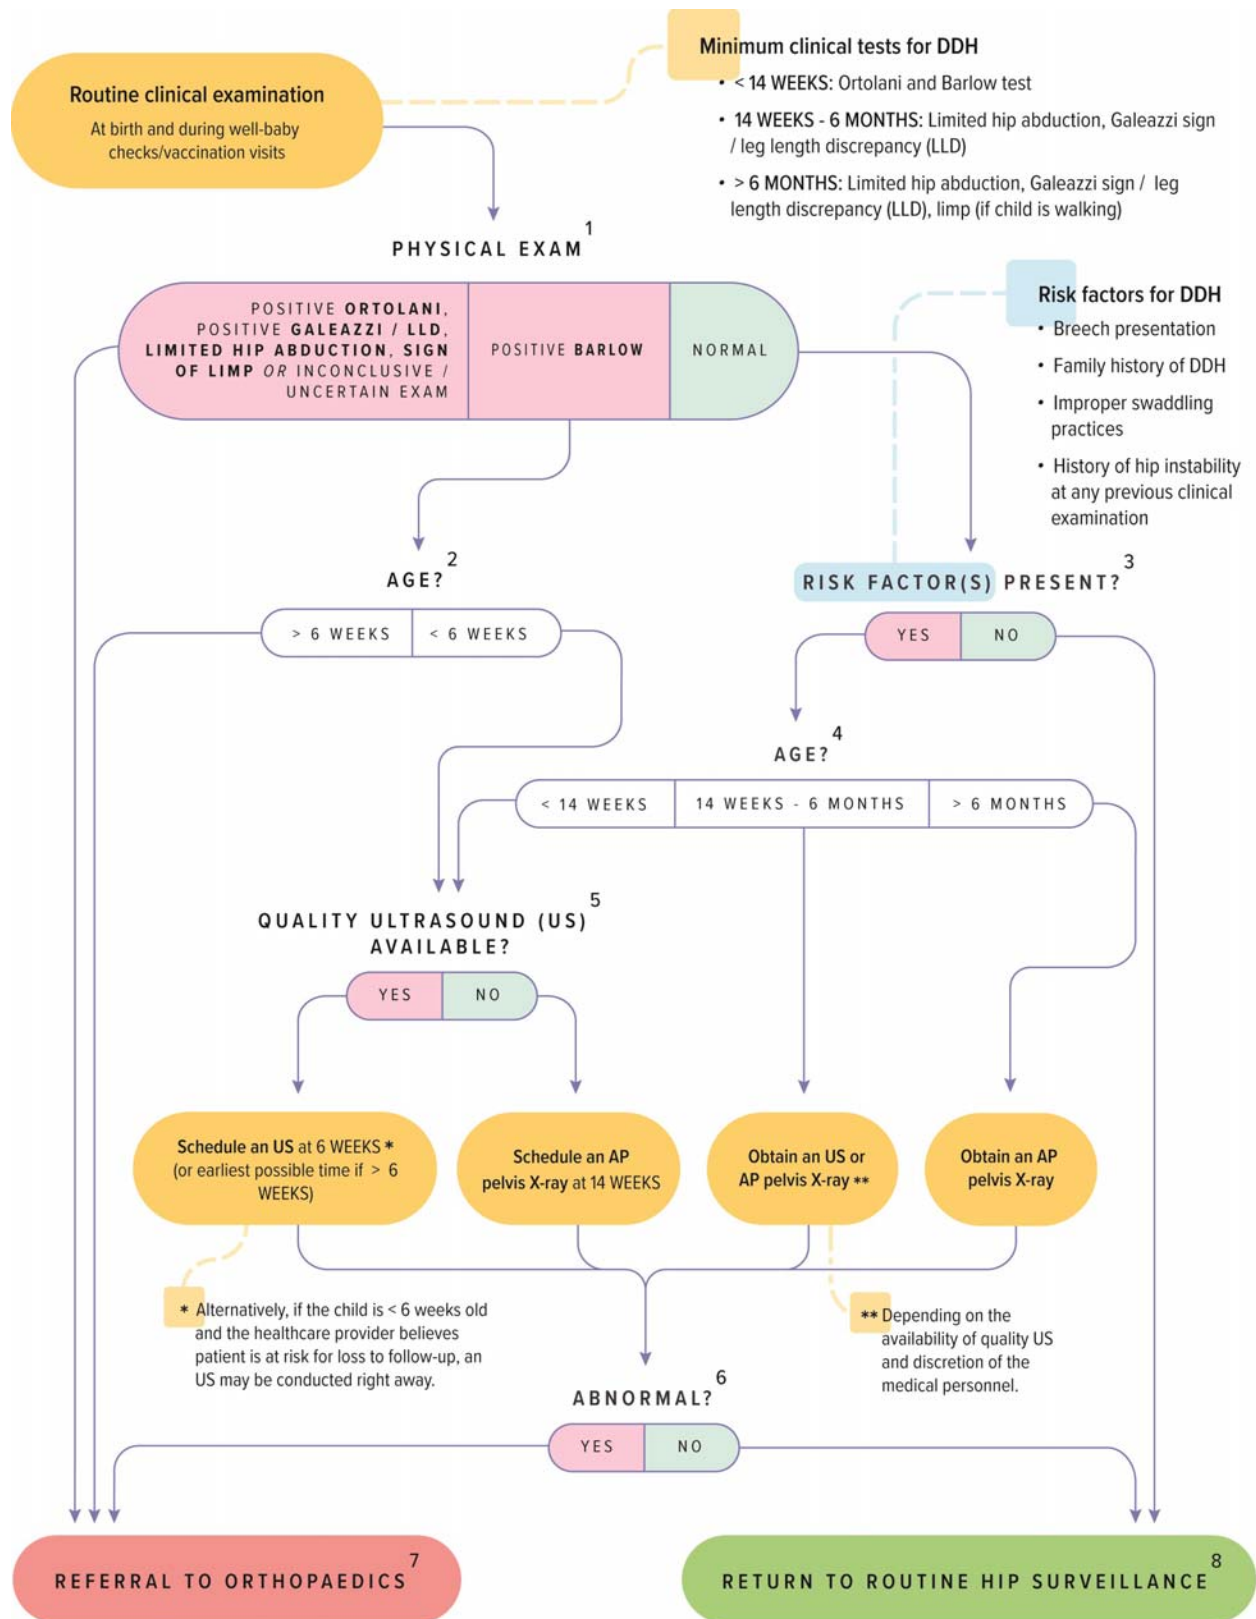 Routine clinical examination
At birth and during well-baby
checks/vaccination visits
Minimum clinical tests for DDH
• < 14 WEEKS: Ortolani and Barlow test
• 14 WEEKS - 6 MONTHS: Limited hip abduction, Galeazzi sign
/ leg length discrepancy (LLD)
• > 6 MONTHS: Limited hip abduction, Galeazzi sign / leg
length discrepancy (LLD), limp (if child is walking)
PHYSICAL EXAM 1
POSITIVE ORTOLANI,
POSITIVE GALEAZZI / LLD,
LIMITED HIP ABDUCTION, SIGN
OF LIMP OR INCONCLUSIVE /
UNCERTAIN EXAM
POSITIVE BARLOW
NORMAL
Risk factors for DDH
• Breech presentation
• Family history of DDH
• Improper swaddling
practices
• History of hip instability
at any previous clinical
examination
AGE? 2
> 6 WEEKS
< 6 WEEKS
RISK FACTOR(S) PRESENT? 3
YES
NO
AGE? 4
< 14 WEEKS
14 WEEKS - 6 MONTHS
> 6 MONTHS
QUALITY ULTRASOUND (US) 5
AVAILABLE?
YES
NO
Schedule an US at 6 WEEKS *
(or earliest possible time if > 6
WEEKS)
Schedule an AP
pelvis X-ray at 14 WEEKS
Obtain an US or
AP pelvis X-ray **
Obtain an AP
pelvis X-ray
* Alternatively, if the child is < 6 weeks old
and the healthcare provider believes
patient is at risk for loss to follow-up, an
US may be conducted right away.
** Depending on the
availability of quality US
and discretion of the
medical personnel.
ABNORMAL? 6
YES
NO
REFERRAL TO ORTHOPAEDICS 7
RETURN TO ROUTINE HIP SURVEILLANCE 8